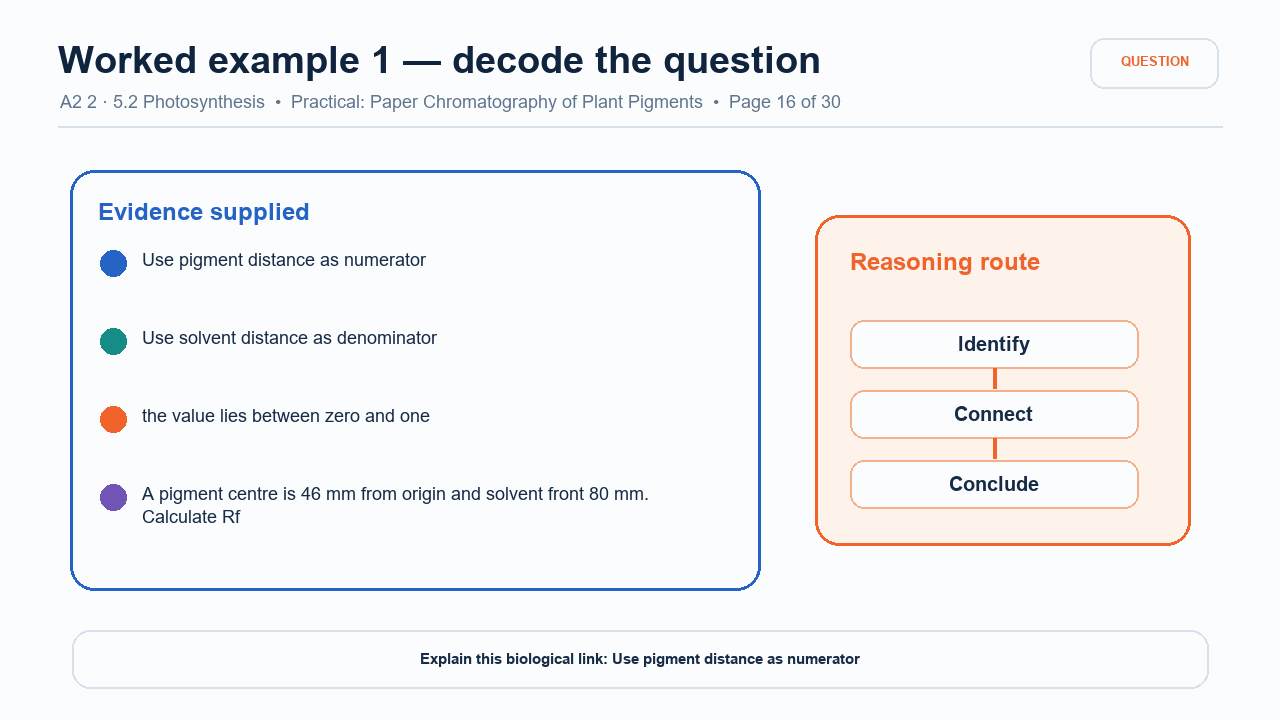 Worked example 1 — decode the question
QUESTION
A2 2 · 5.2 Photosynthesis • Practical: Paper Chromatography of Plant Pigments • Page 16 of 30
Evidence supplied
Use pigment distance as numerator
Use solvent distance as denominator
the value lies between zero and one
A pigment centre is 46 mm from origin and solvent front 80 mm.
Calculate Rf
Reasoning route
Identify
Connect
Conclude
Explain this biological link: Use pigment distance as numerator